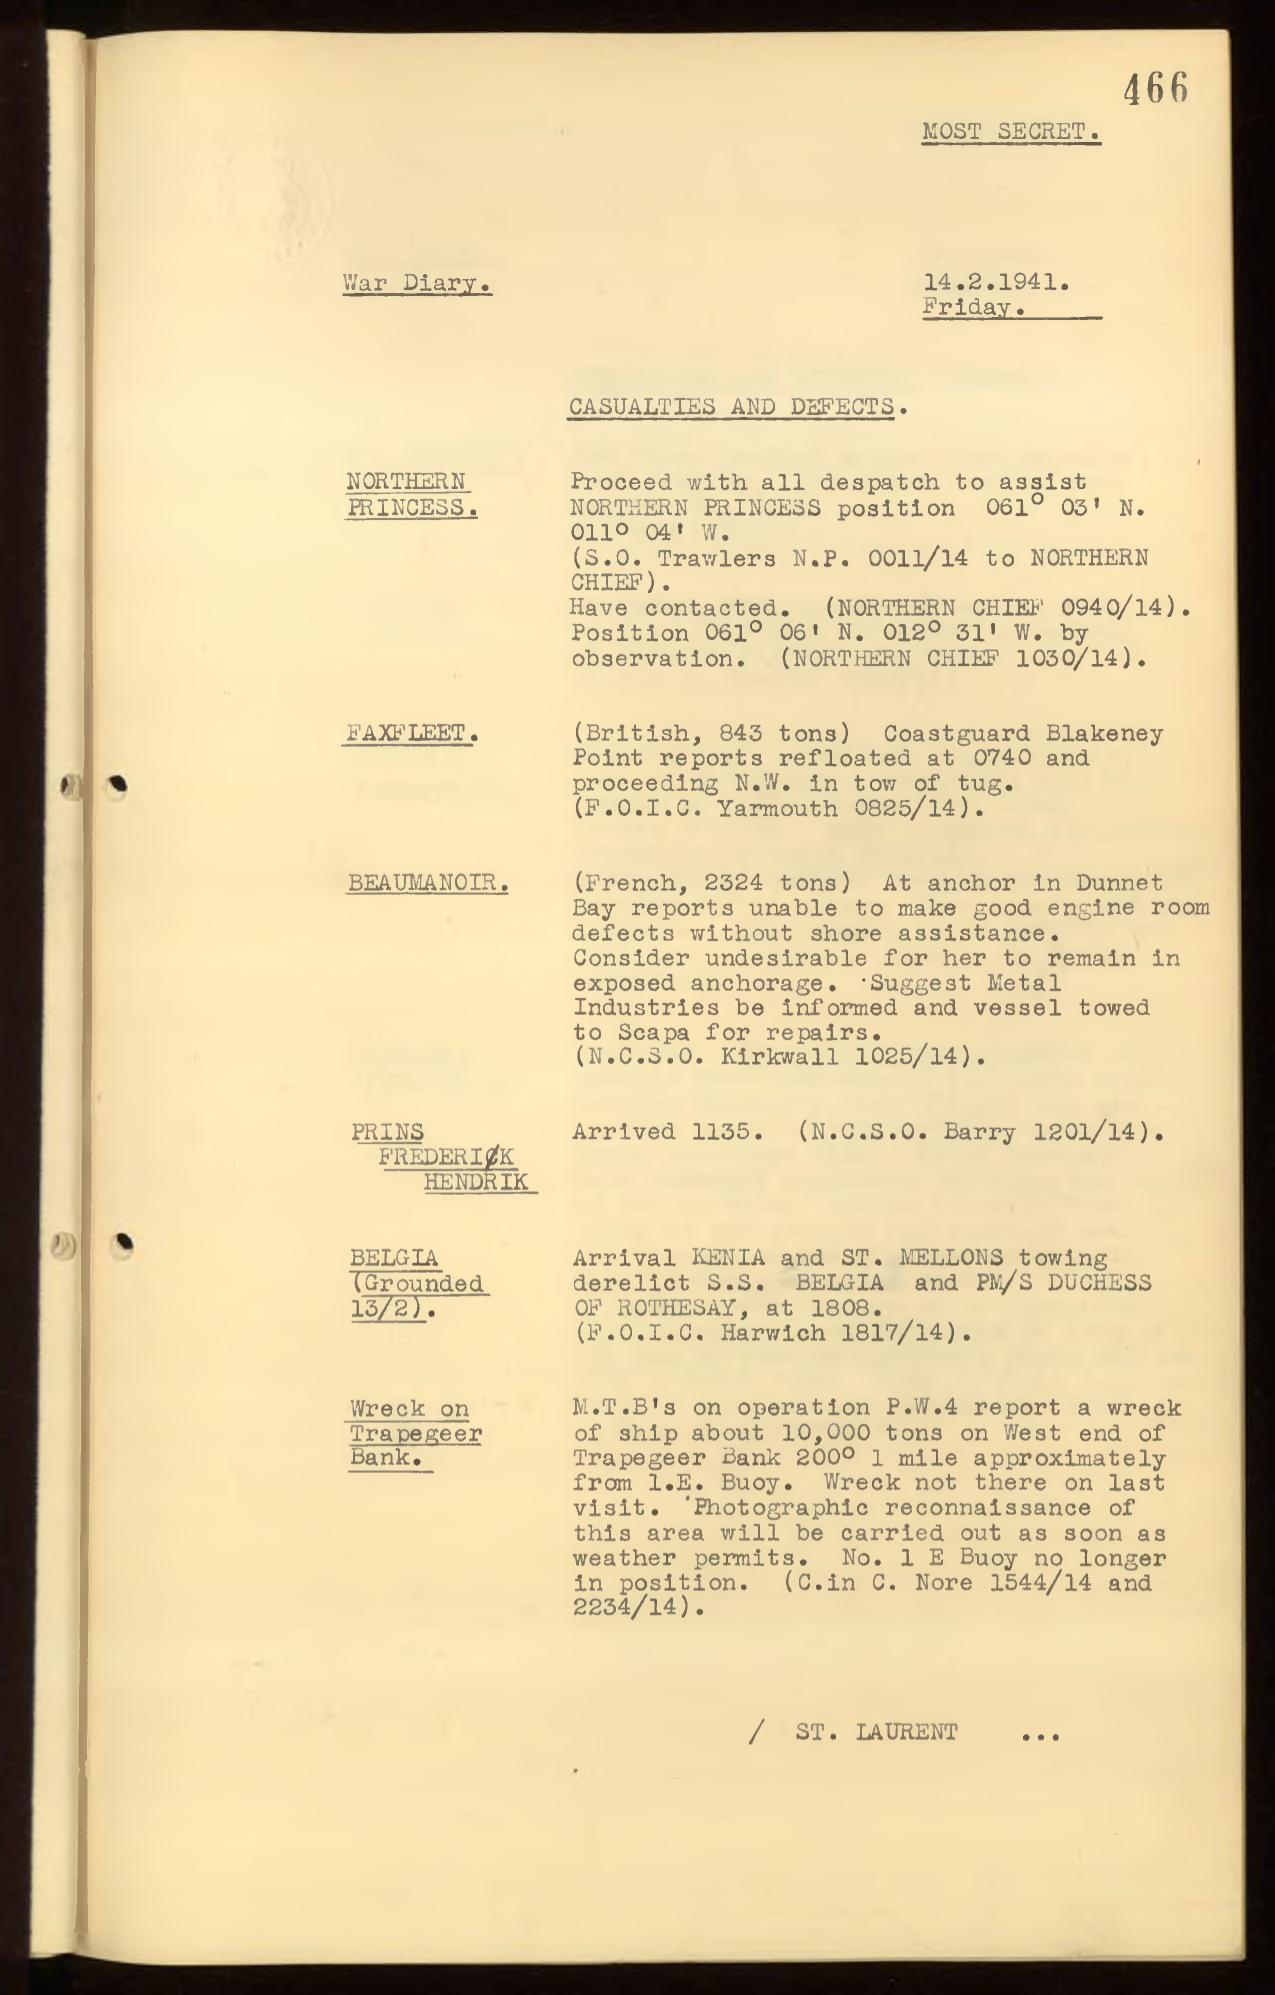 466
MOST SECRET.
War Diary.
14.2.1941.
Friday.
CASUALTIES AND DEFECTS.
NORTHERN
PRINCESS.
Proceed with all despatch to assist
NORTHERN PRINCESS position 061° 03' N.
011° 04' W.
(S.O. Trawlers N.P. 0011/14 to NORTHERN
CHIEF).
Have contacted. (NORTHERN CHIEF 0940/14).
Position 061° 06' N. 012° 31' W. by
observation. (NORTHERN CHIEF 1030/14).
FAXFLEET.
(British, 843 tons) Coastguard Blakeney
Point reports refloated at 0740 and
proceeding N.W. in tow of tug.
(F.O.I.C. Yarmouth 0825/14).
BEAUMANOIR.
(French, 2324 tons) At anchor in Dunnet
Bay reports unable to make good engine room
defects without shore assistance.
Consider undesirable for her to remain in
exposed anchorage. Suggest Metal
Industries be informed and vessel towed
to Scapa for repairs.
(N.C.S.O. Kirkwall 1025/14).
PRINS
FREDERICK
HENDRIK
Arrived 1135. (N.C.S.O. Barry 1201/14).
BELGIA
(Grounded
13/2).
Arrival KENIA and ST. MELLONS towing
derelict S.S. BELGIA and PM/S DUCHESS
OF ROTHESAY, at 1808.
(F.O.I.C. Harwich 1817/14).
Wreck on
Trapegeer
Bank.
M.T.B's on operation P.W.4 report a wreck
of ship about 10,000 tons on West end of
Trapegeer Bank 200° 1 mile approximately
from 1.E. Buoy. Wreck not there on last
visit. 'Photographic reconnaissance of
this area will be carried out as soon as
weather permits. No. 1 E Buoy no longer
in position. (C.in C. Nore 1544/14 and
2234/14).
/ ST. LAURENT ...